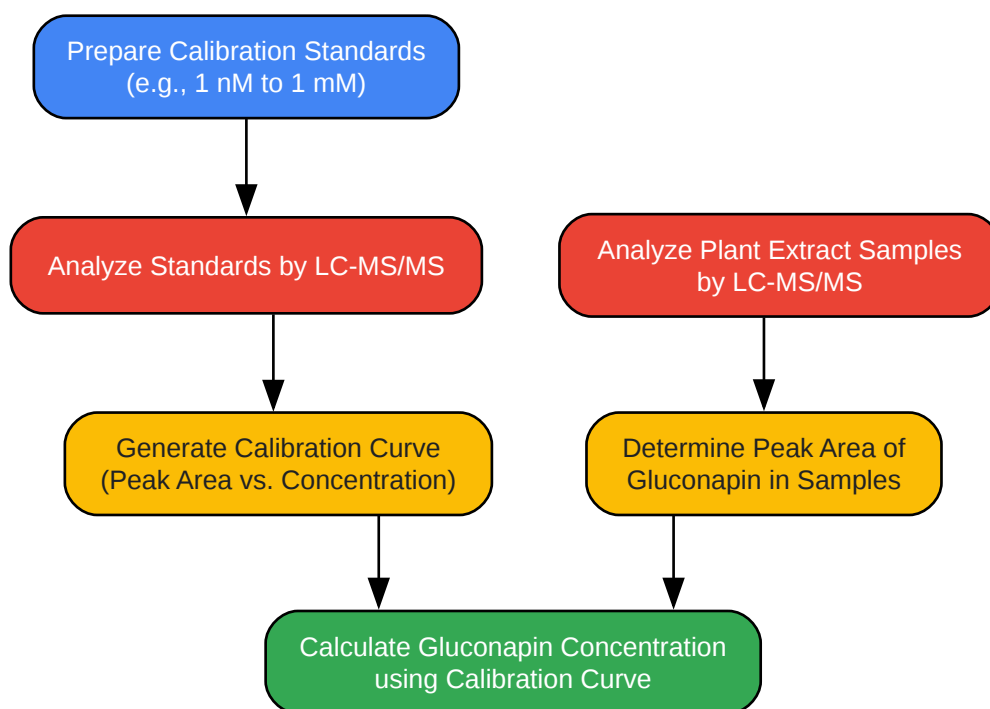 Prepare Calibration Standards
(e.g., 1 nM to 1 mM)
Analyze Standards by LC-MS/MS
Analyze Plant Extract Samples
by LC-MS/MS
Generate Calibration Curve
(Peak Area vs. Concentration)
Determine Peak Area of
Gluconapin in Samples
Calculate Gluconapin Concentration
using Calibration Curve